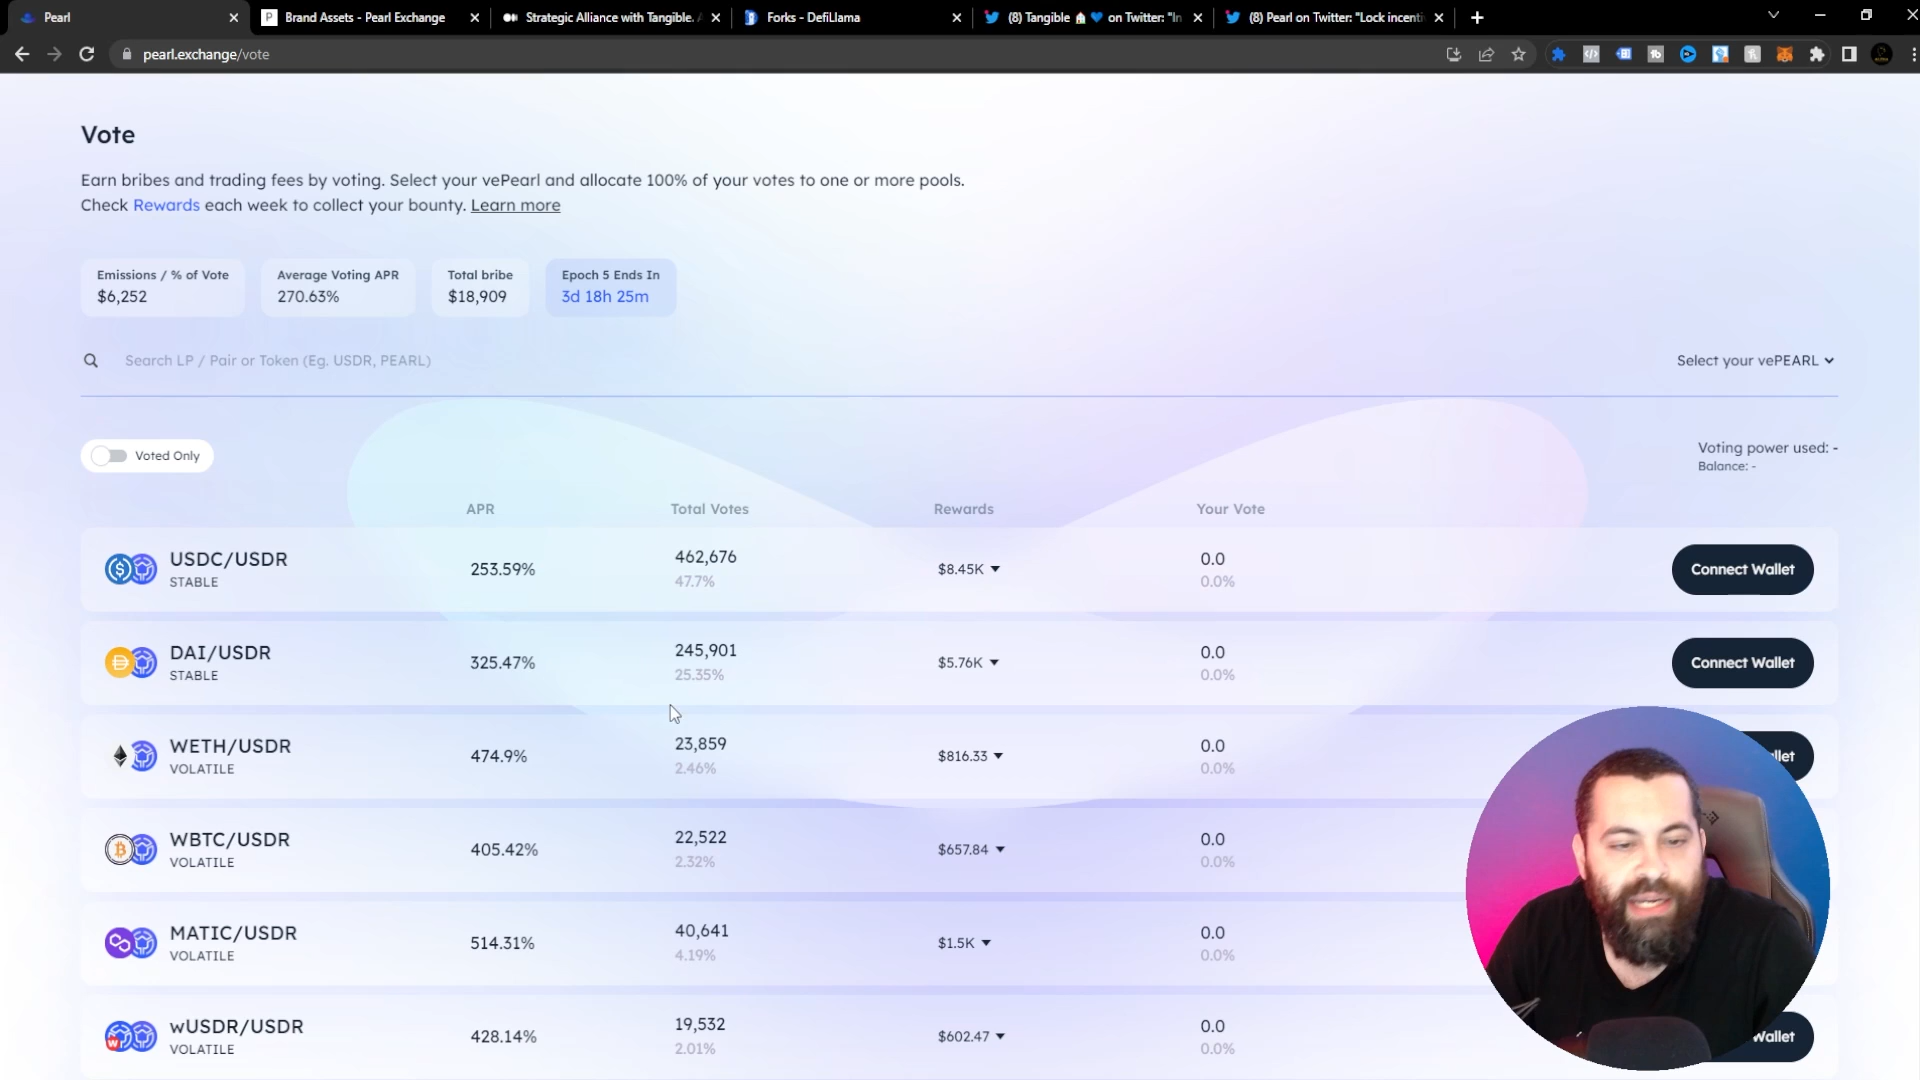 Pearl
Brand Assets - Pearl Exchange
Strategic Alliance with Tangible.
Forks - DefiLlama
(8) Tangible 🏠 💙 on Twitter: "In
(8) Pearl on Twitter: "Lock incenti
pearl.exchange/vote
Vote
Earn bribes and trading fees by voting. Select your vePearl and allocate 100% of your votes to one or more pools.
Check Rewards each week to collect your bounty. Learn more
Emissions / % of Vote
$6,252
Average Voting APR
270.63%
Total bribe
$18,909
Epoch 5 Ends In
3d 18h 25m
Search LP / Pair or Token (Eg. USDR, PEARL)
Select your vePEARL
Voted Only
Voting power used: -
Balance: -
APR Total Votes Rewards Your Vote
USDC/USDR
STABLE
253.59%
462,676
47.7%
$8.45K
0.0
0.0%
Connect Wallet
DAI/USDR
STABLE
325.47%
245,901
25.35%
$5.76K
0.0
0.0%
Connect Wallet
WETH/USDR
VOLATILE
474.9%
23,859
2.46%
$816.33
0.0
0.0%
llet
WBTC/USDR
VOLATILE
405.42%
22,522
2.32%
$657.84
0.0
0.0%
MATIC/USDR
VOLATILE
514.31%
40,641
4.19%
$1.5K
0.0
0.0%
wUSDR/USDR
VOLATILE
428.14%
19,532
2.01%
$602.47
0.0
0.0%
Wallet